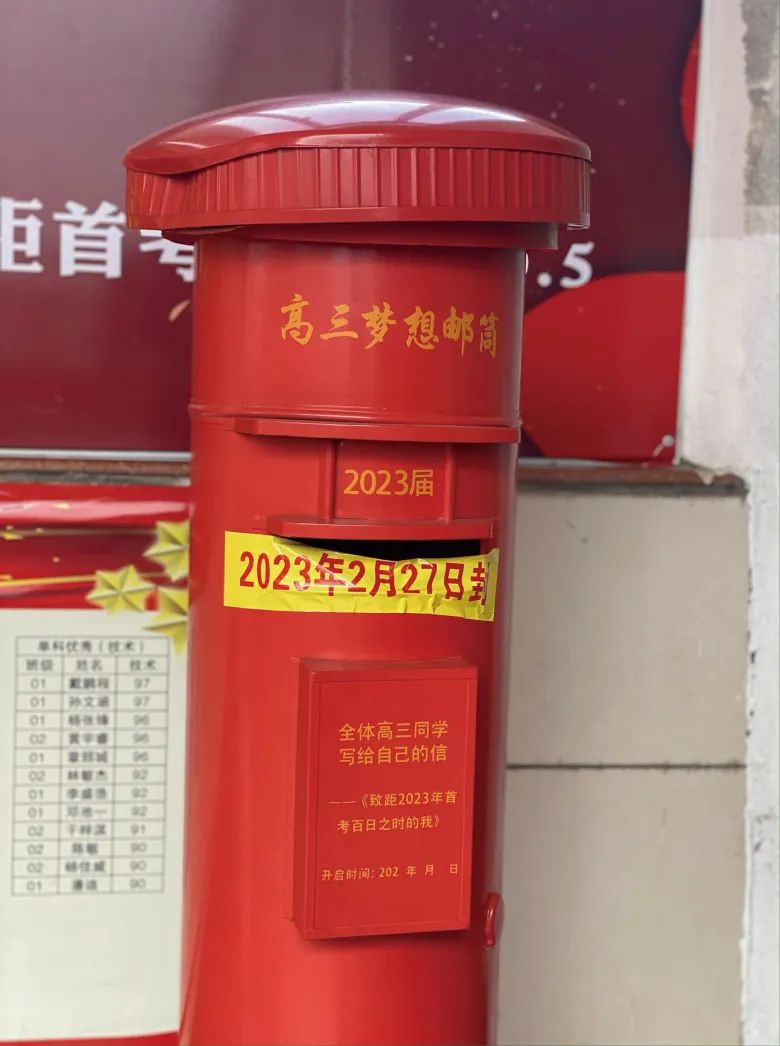 距首考
.5
高三梦想邮筒
2023届
2023年2月27日封
全体高三同学
写给自己的信
——《致距2023年首
考百日之时的我》
开启时间：202 年 月 日
单科优秀（技术）
班级 姓名 技术
01 戴鹏程 97
01 孙文涵 97
01 杨张锋 96
02 黄宇睿 96
01 章郑城 96
02 林敏杰 92
01 李盛浩 92
01 邓池一 92
02 于梓淇 91
02 陈敏 90
02 杨佳威 90
01 潘迪 90